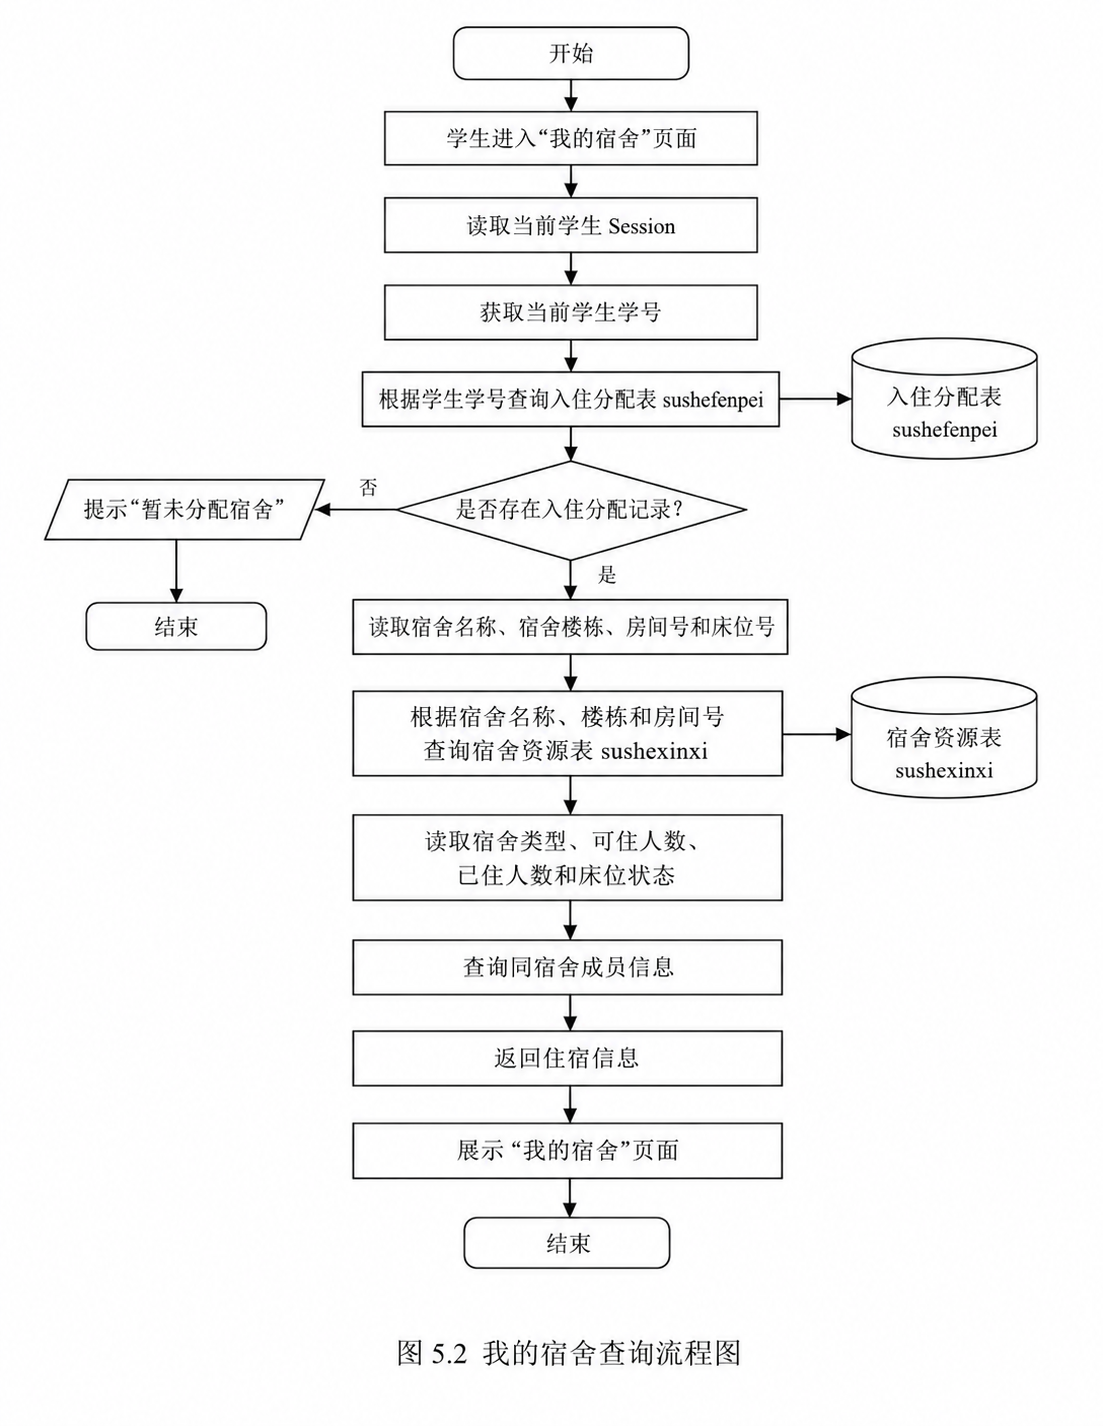 开始
学生进入“我的宿舍”页面
读取当前学生 Session
获取当前学生学号
根据学生学号查询入住分配表 sushefenpei
入住分配表
sushefenpei
是否存在入住分配记录？
否
提示“暂未分配宿舍”
结束
是
读取宿舍名称、宿舍楼栋、房间号和床位号
根据宿舍名称、楼栋和房间号
查询宿舍资源表 sushexinxi
宿舍资源表
sushexinxi
读取宿舍类型、可住人数、
已住人数和床位状态
查询同宿舍成员信息
返回住宿信息
展示 “我的宿舍”页面
结束
图 5.2 我的宿舍查询流程图